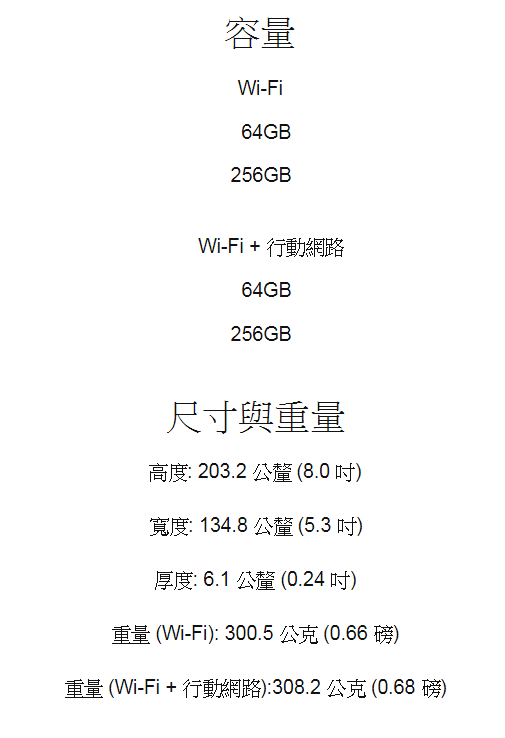 容量
Wi-Fi
64GB
256GB
Wi-Fi + 行動網路
64GB
256GB
尺寸與重量
高度: 203.2 公釐 (8.0 吋)
寬度: 134.8 公釐 (5.3 吋)
厚度: 6.1 公釐 (0.24 吋)
重量 (Wi-Fi): 300.5 公克 (0.66 磅)
重量 (Wi-Fi + 行動網路):308.2 公克 (0.68 磅)